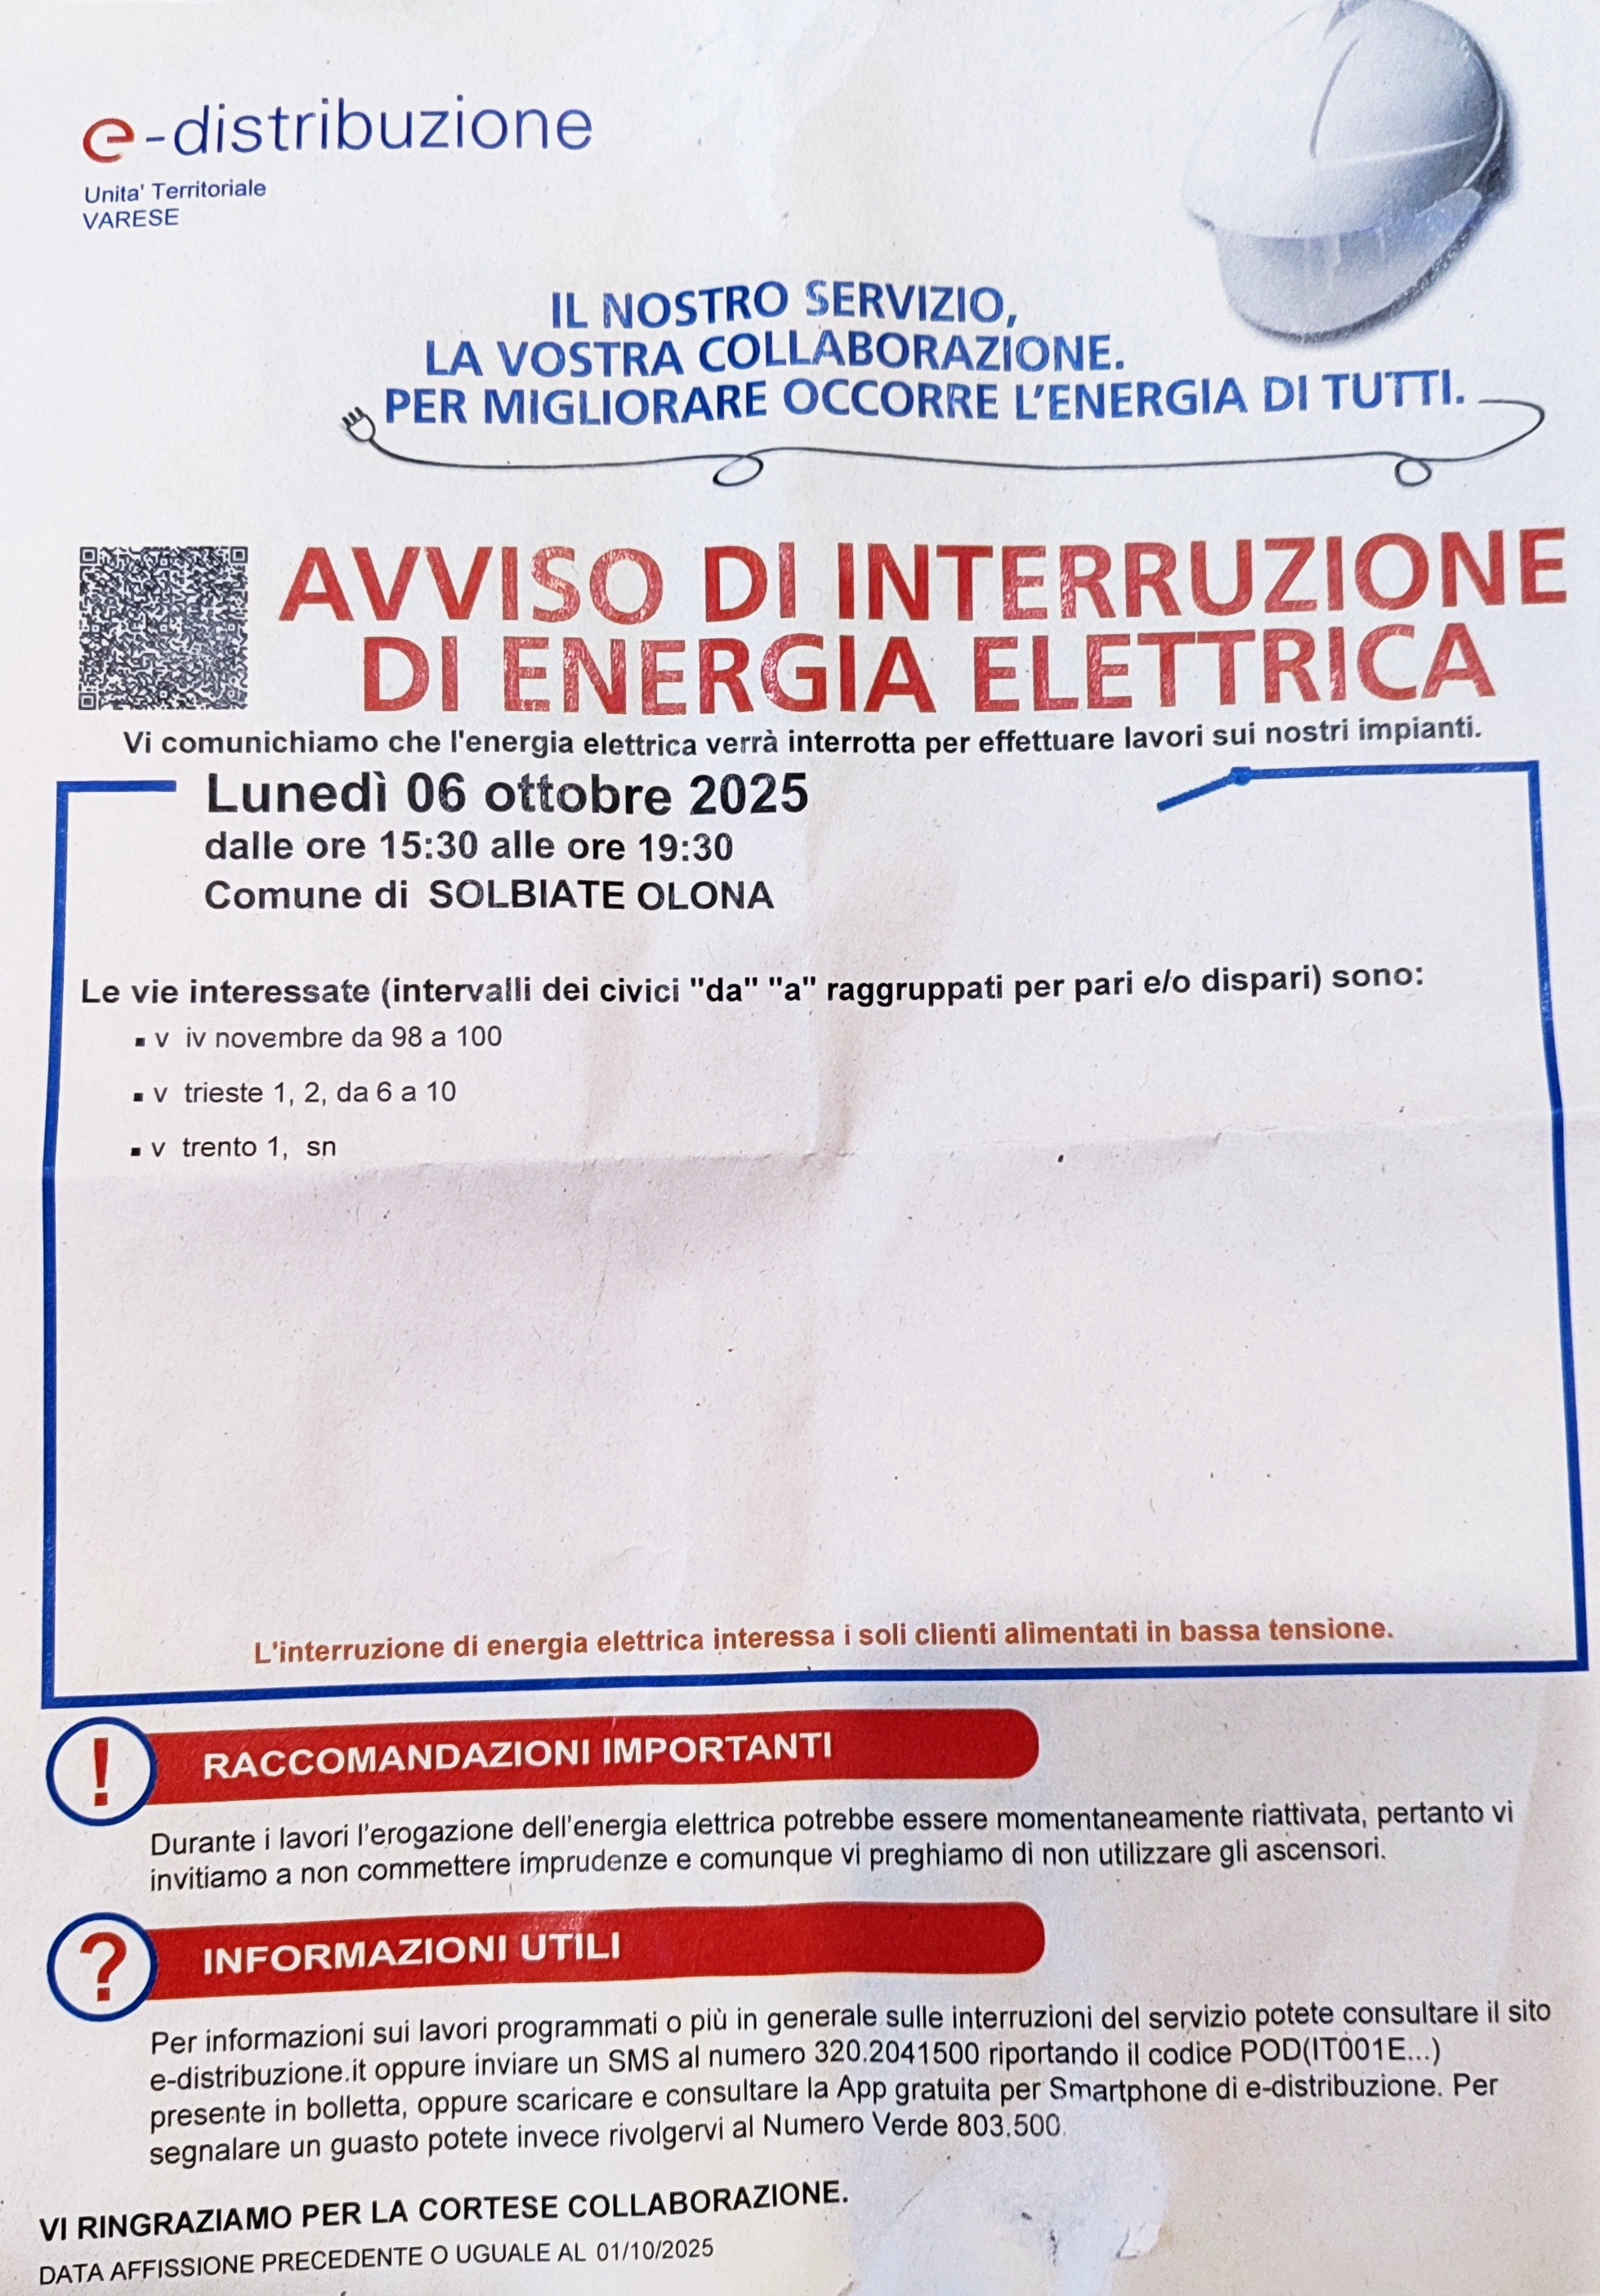 e-distribuzione
Unita' Territoriale
VARESE
IL NOSTRO SERVIZIO,
LA VOSTRA COLLABORAZIONE.
PER MIGLIORARE OCCORRE L'ENERGIA DI TUTTI.
AVVISO DI INTERRUZIONE
DI ENERGIA ELETTRICA
Vi comunichiamo che l'energia elettrica verrà interrotta per effettuare lavori sui nostri impianti.
Lunedì 06 ottobre 2025
dalle ore 15:30 alle ore 19:30
Comune di SOLBIATE OLONA
Le vie interessate (intervalli dei civici "da" "a" raggruppati per pari e/o dispari) sono:
▪ v iv novembre da 98 a 100
▪ v trieste 1, 2, da 6 a 10
▪ v trento 1, sn
L'interruzione di energia elettrica interessa i soli clienti alimentati in bassa tensione.
! RACCOMANDAZIONI IMPORTANTI
Durante i lavori l'erogazione dell'energia elettrica potrebbe essere momentaneamente riattivata, pertanto vi
invitiamo a non commettere imprudenze e comunque vi preghiamo di non utilizzare gli ascensori.
? INFORMAZIONI UTILI
Per informazioni sui lavori programmati o più in generale sulle interruzioni del servizio potete consultare il sito
e-distribuzione.it oppure inviare un SMS al numero 320.2041500 riportando il codice POD(IT001E...)
presente in bolletta, oppure scaricare e consultare la App gratuita per Smartphone di e-distribuzione. Per
segnalare un guasto potete invece rivolgervi al Numero Verde 803.500.
VI RINGRAZIAMO PER LA CORTESE COLLABORAZIONE.
DATA AFFISSIONE PRECEDENTE O UGUALE AL 01/10/2025